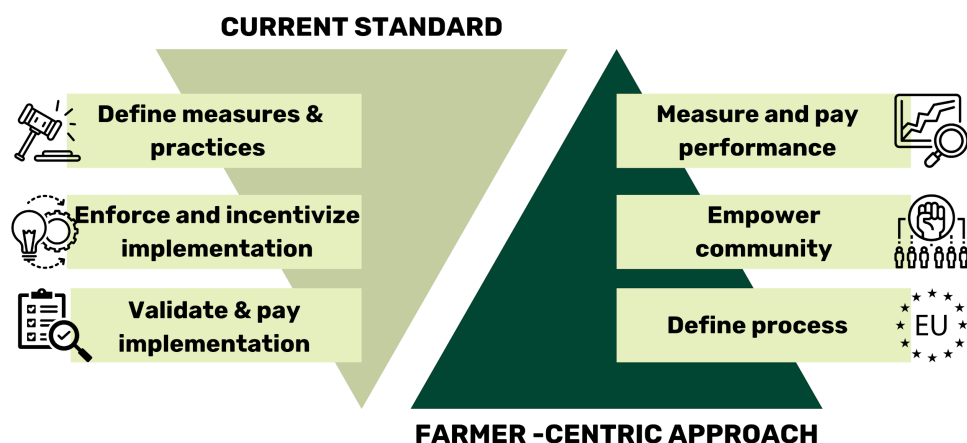 CURRENT STANDARD
Define measures &
practices
Enforce and incentivize
implementation
Validate & pay
implementation
Measure and pay
performance
Empower
community
Define process
EU
FARMER -CENTRIC APPROACH